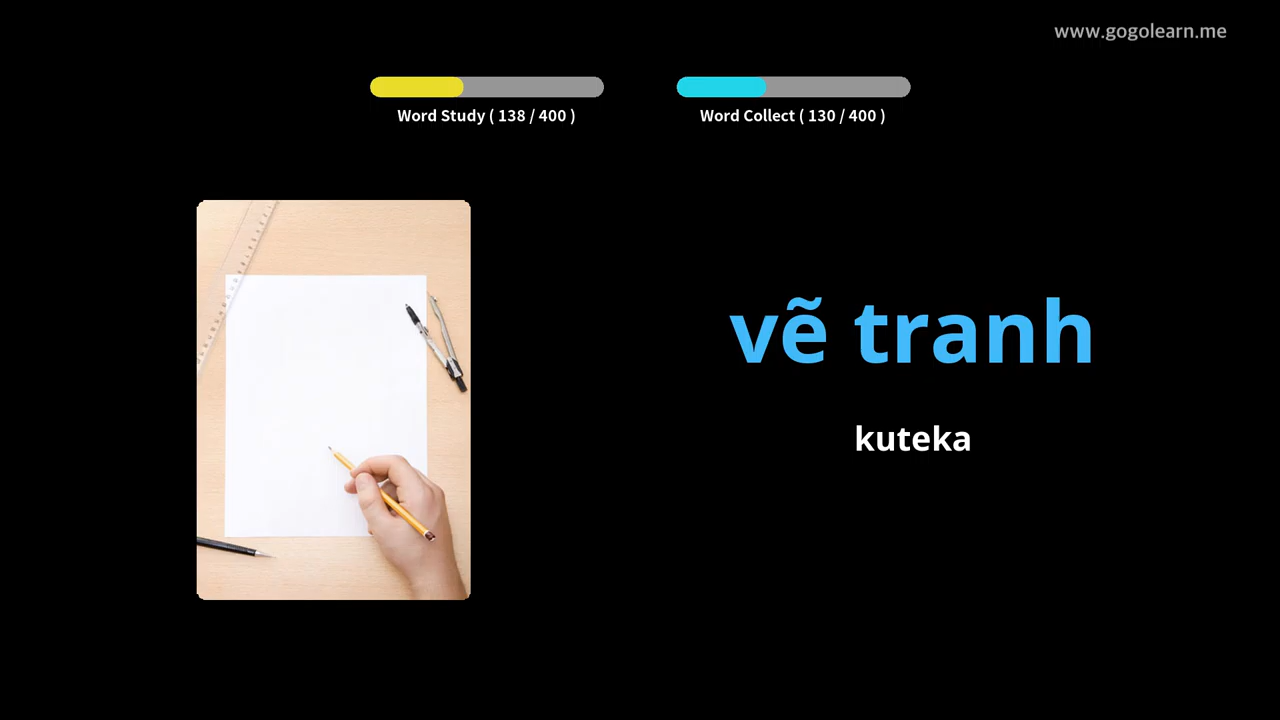 www.gogolearn.me
Word Study ( 138 / 400 )
Word Collect ( 130 / 400 )
vẽ tranh
kuteka